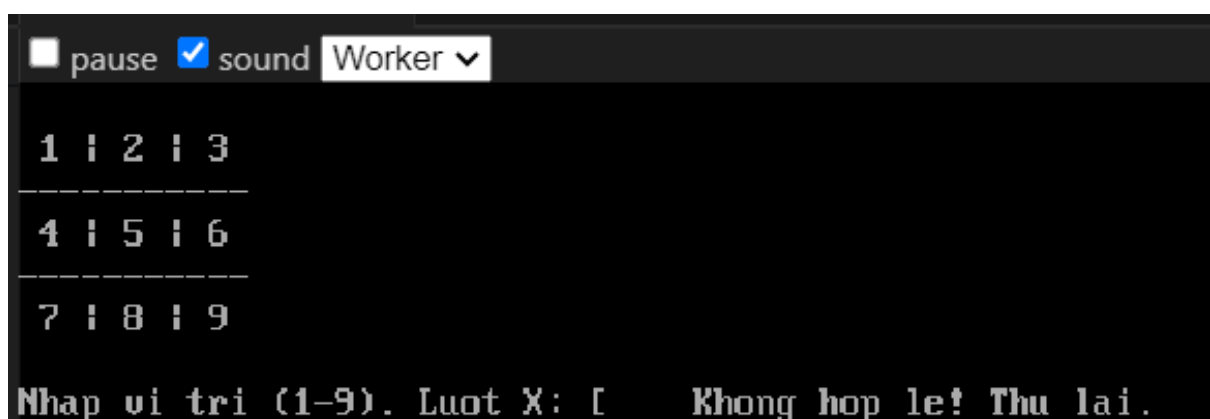 pause sound Worker
1 ¦ 2 ¦ 3
-----------
4 ¦ 5 ¦ 6
-----------
7 ¦ 8 ¦ 9
Nhap vi tri (1-9). Luot X: [    Khong hop le! Thu lai.